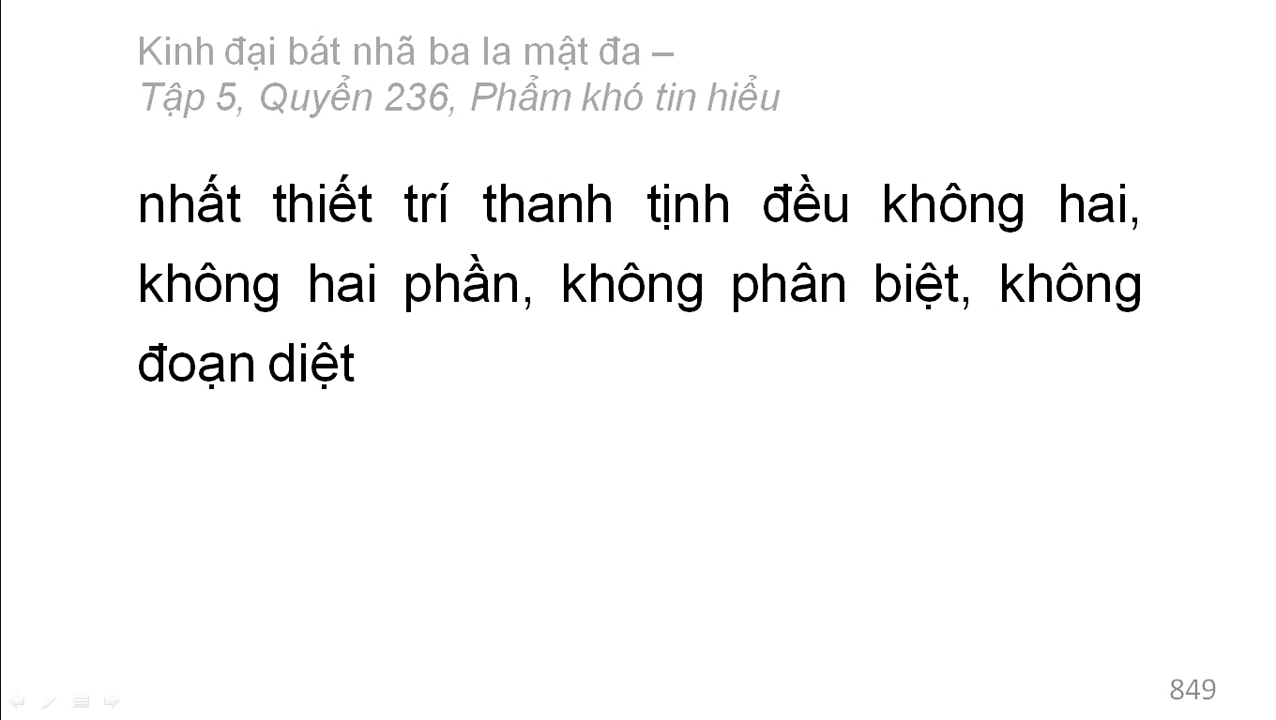 Kinh đại bát nhã ba la mật đa –
Tập 5, Quyển 236, Phẩm khó tin hiểu
nhất thiết trí thanh tịnh đều không hai,
không hai phần, không phân biệt, không
đoạn diệt
849